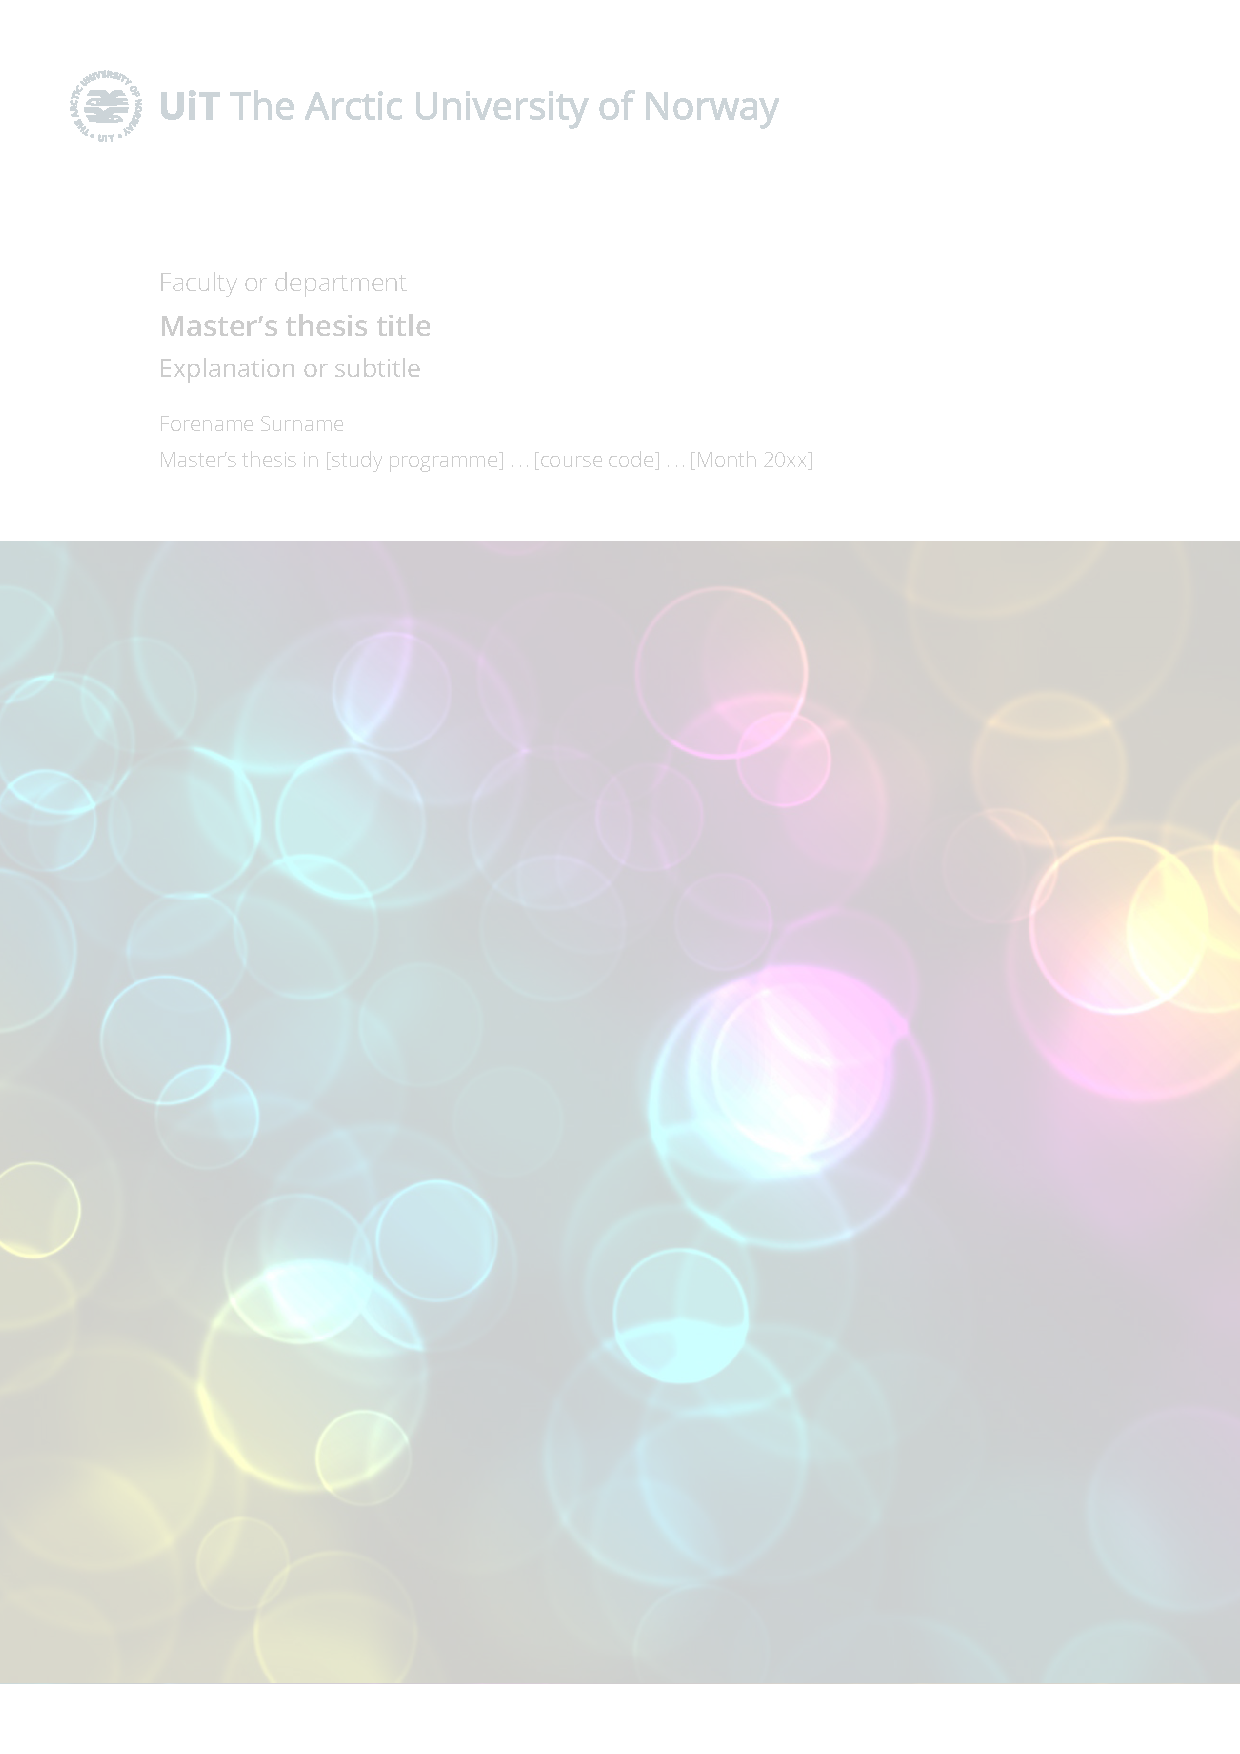 THE ARCTIC UNIVERSITY OF NORWAY • UiT •
UiT The Arctic University of Norway
Faculty or department
Master’s thesis title
Explanation or subtitle
Forename Surname
Master’s thesis in [study programme] ... [course code] ... [Month 20xx]